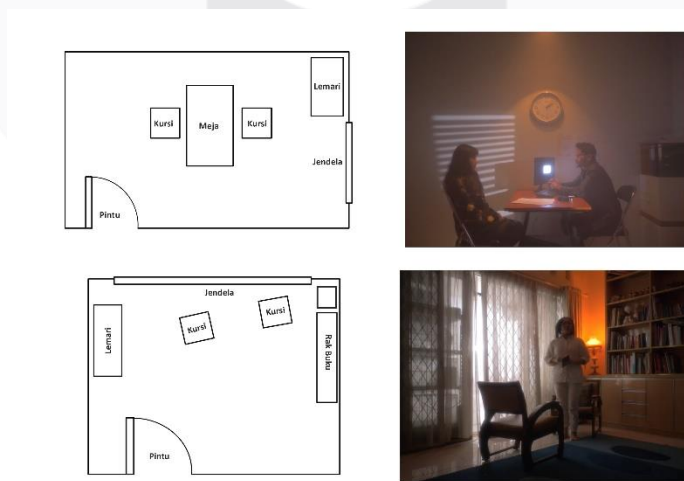 Lemari
Kursi
Meja
Kursi
Jendela
Pintu
Jendela
Kursi
Kursi
Lemari
Rak Buku
Pintu